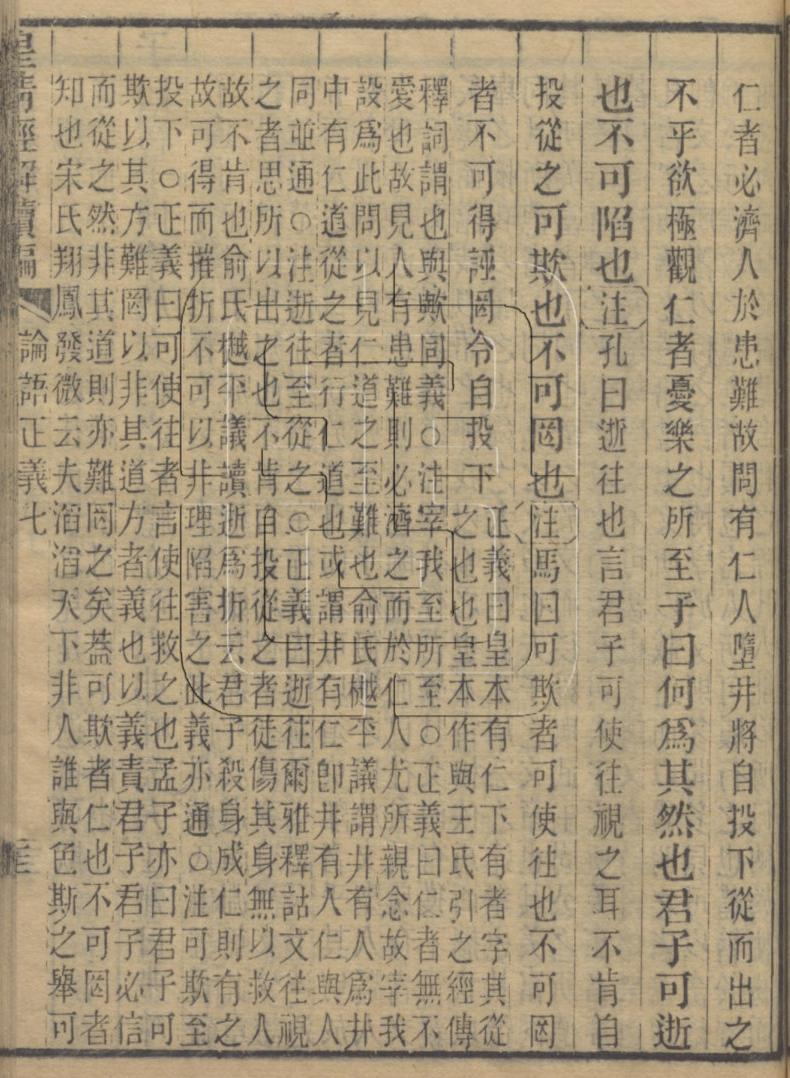 仁者必濟人於患難故問有仁人墮井將自投下從而出之
不乎欲極觀仁者憂樂之所至子曰何爲其然也君子可逝
也不可陷也注孔曰逝往也言君子可使往視之耳不肯自
投從之可欺也不可罔也注馬曰可欺者可使往也不可罔
者不可得誣罔令自投下正義曰皇本有仁下有者字其從
之也也皇本作與王氏引之經傳
釋詞謂也與歟同義○注宰我至所至○正義曰仁者無不
愛也故見人有患難則必濟之而於仁人尤所親念故宰我
設爲此問以見仁道之至難也俞氏樾平議謂井有人爲井
中有仁道從之者行仁道也或謂井有仁卽井有人仁與人
同並通○注逝往至從之○正義曰逝往爾雅釋詁文往視
之者思所以出之也不肯自投從之者徒傷其身無以救人
故不肯也俞氏樾平議讀逝爲折云君子殺身成仁則有之
故可得而摧折不可以非理陷害之此義亦通○注可欺至
投下○正義曰可使往者言使往救之也孟子亦曰君子可
欺以其方難罔以非其道方者義也以義責君子君子必信
而從之然非其道則亦難罔之矣蓋可欺者仁也不可罔者
知也宋氏翔鳳發微云夫滔滔天下非人誰與色斯之舉可
皇淸經解續編 論語正義七